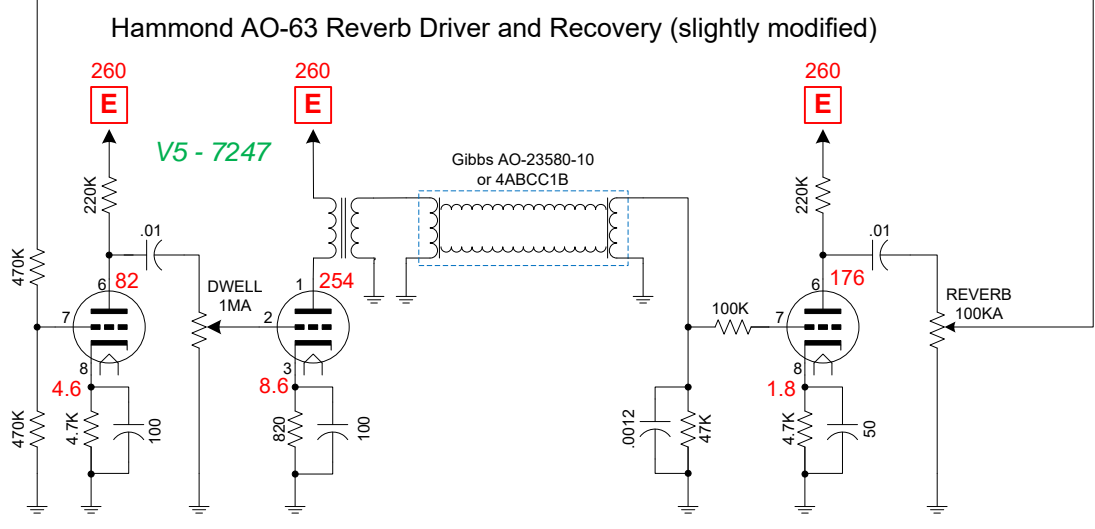 Hammond AO-63 Reverb Driver and Recovery (slightly modified)
260
260
260
E
E
E
V5 - 7247
Gibbs AO-23580-10
or 4ABCC1B
220K
220K
.01
.01
470K
6
82
DWELL
1MA
1
254
6
176
REVERB
100KA
100K
7
2
7
8
3
8
4.6
8.6
1.8
470K
4.7K
100
820
100
.0012
47K
4.7K
50